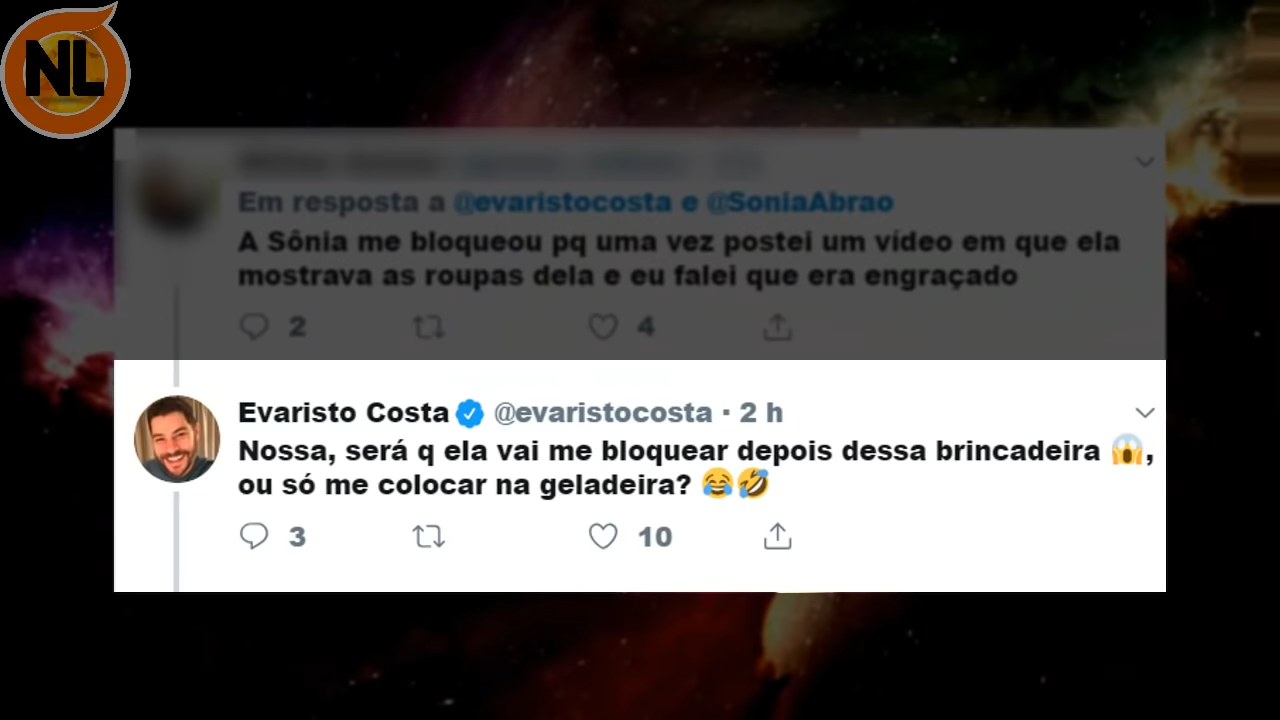 NL
Em resposta a @evaristocosta e @SoniaAbrao
A Sônia me bloqueou pq uma vez postei um vídeo em que ela
mostrava as roupas dela e eu falei que era engraçado
2 4
Evaristo Costa @evaristocosta · 2 h
Nossa, será q ela vai me bloquear depois dessa brincadeira 😱,
ou só me colocar na geladeira? 😂🤣
3 10